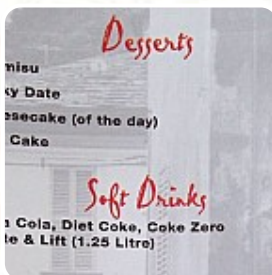 Desserts
misu
ky Date
esecake (of the day)
Cake
Soft Drinks
a Cola, Diet Coke, Coke Zero
te & Lift (1.25 Litre)